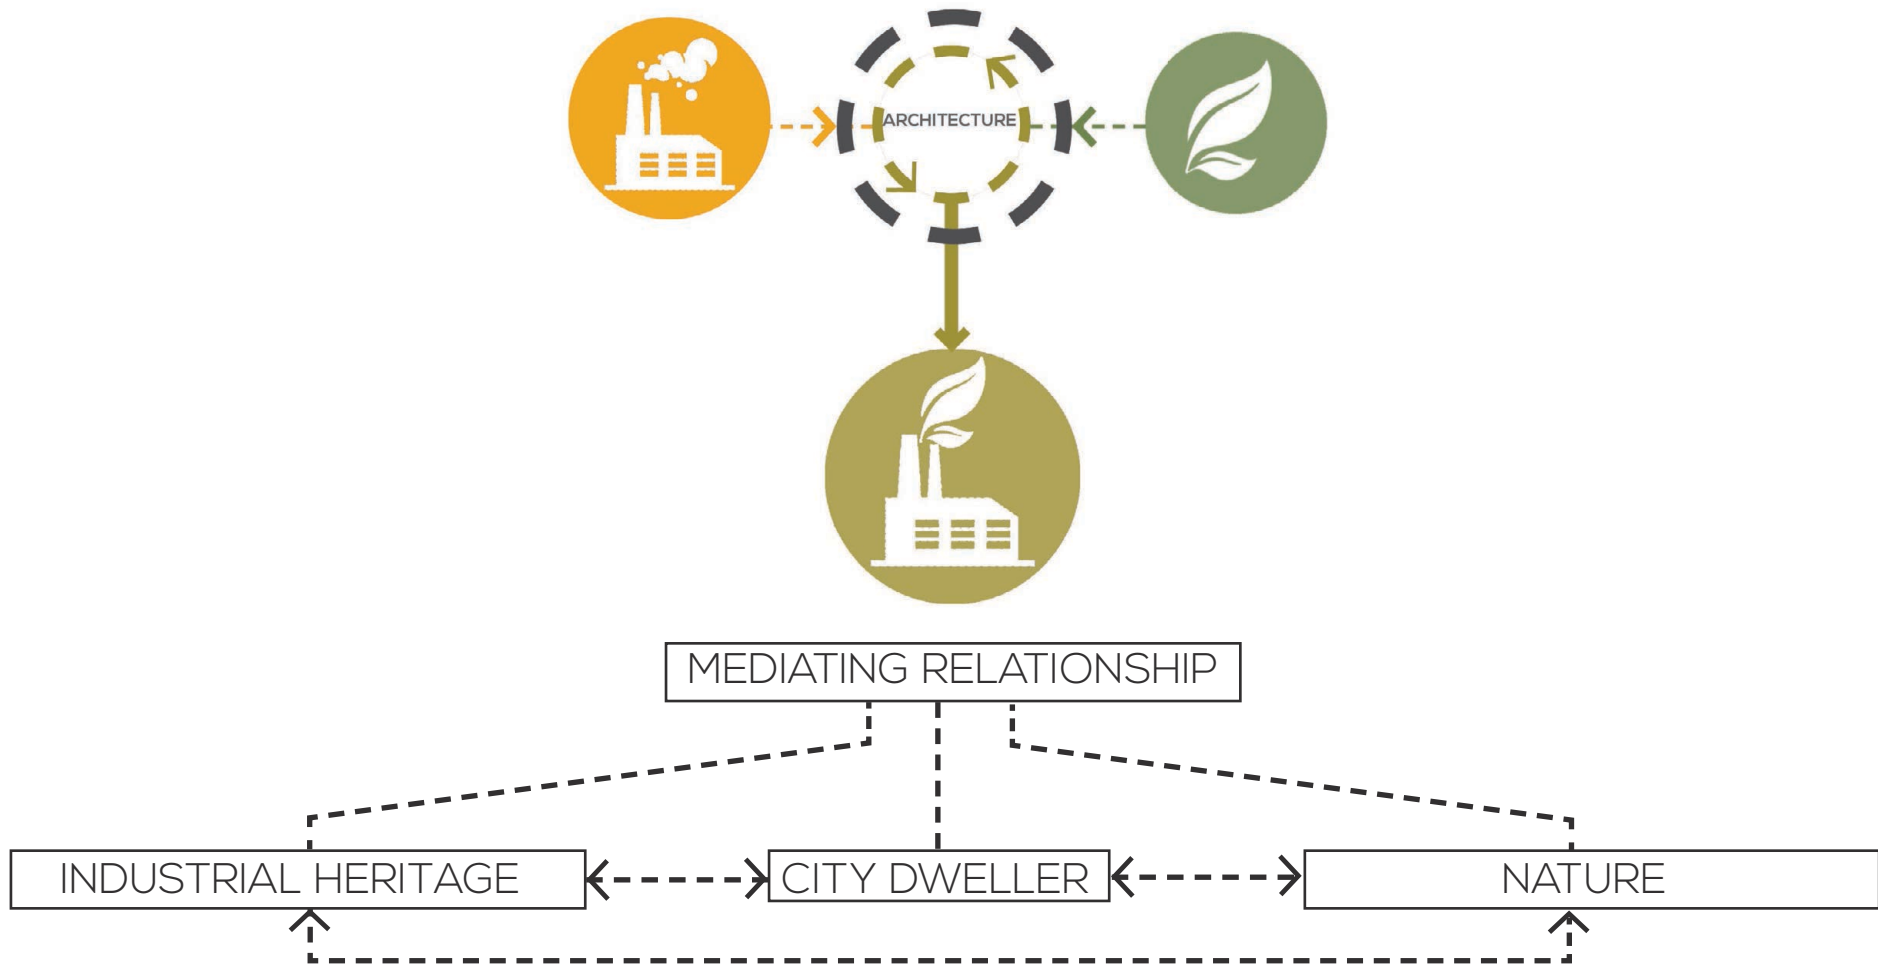 ARCHITECTURE
MEDIATING RELATIONSHIP
INDUSTRIAL HERITAGE
CITY DWELLER
NATURE